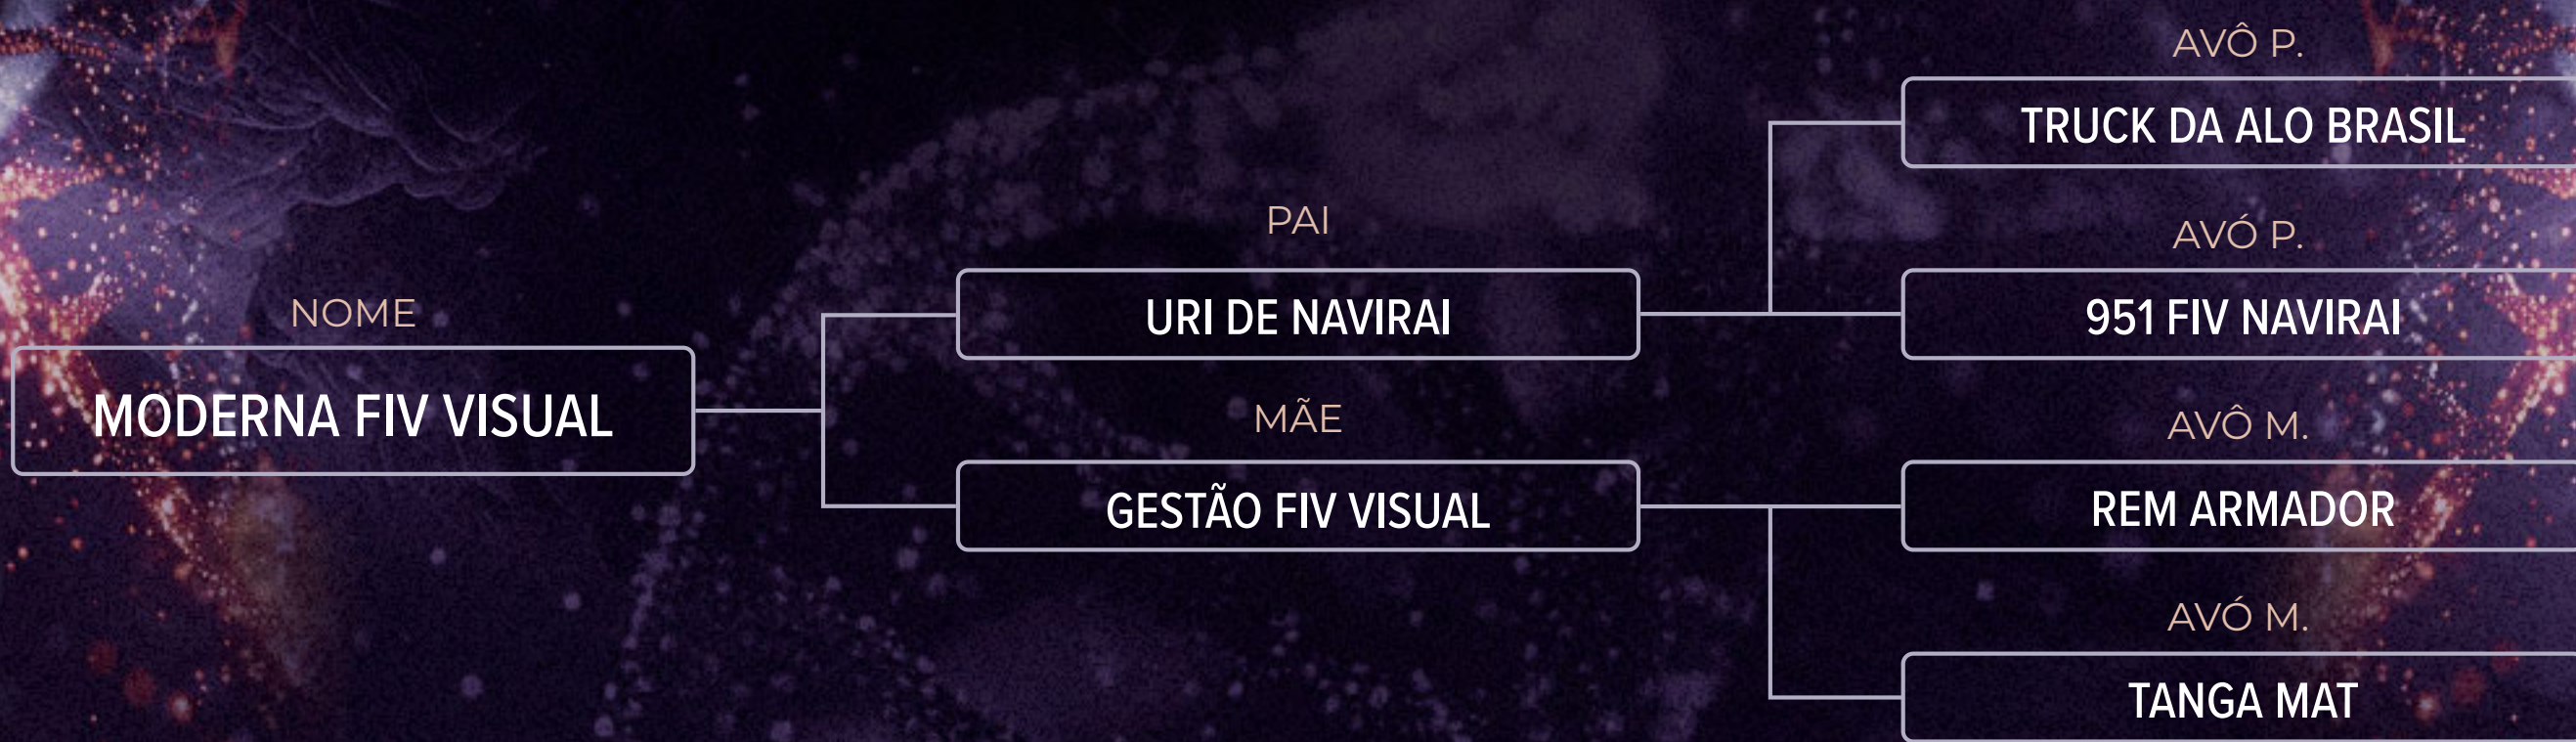 NOME
MODERNA FIV VISUAL
PAI
URI DE NAVIRAI
MÃE
GESTÃO FIV VISUAL
AVÔ P.
TRUCK DA ALO BRASIL
AVÓ P.
951 FIV NAVIRAI
AVÔ M.
REM ARMADOR
AVÓ M.
TANGA MAT